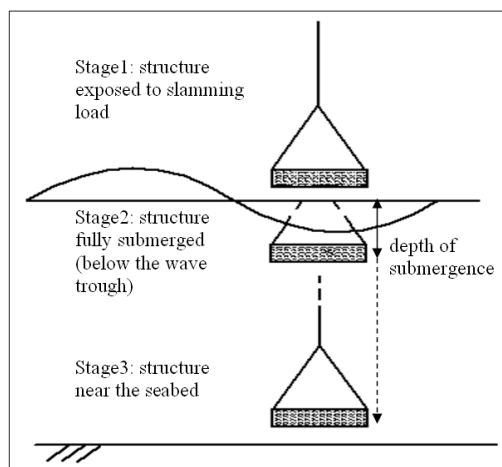 Stage1: structure
exposed to slamming
load
Stage2: structure
fully submerged
(below the wave
trough)
depth of
submergence
Stage3: structure
near the seabed